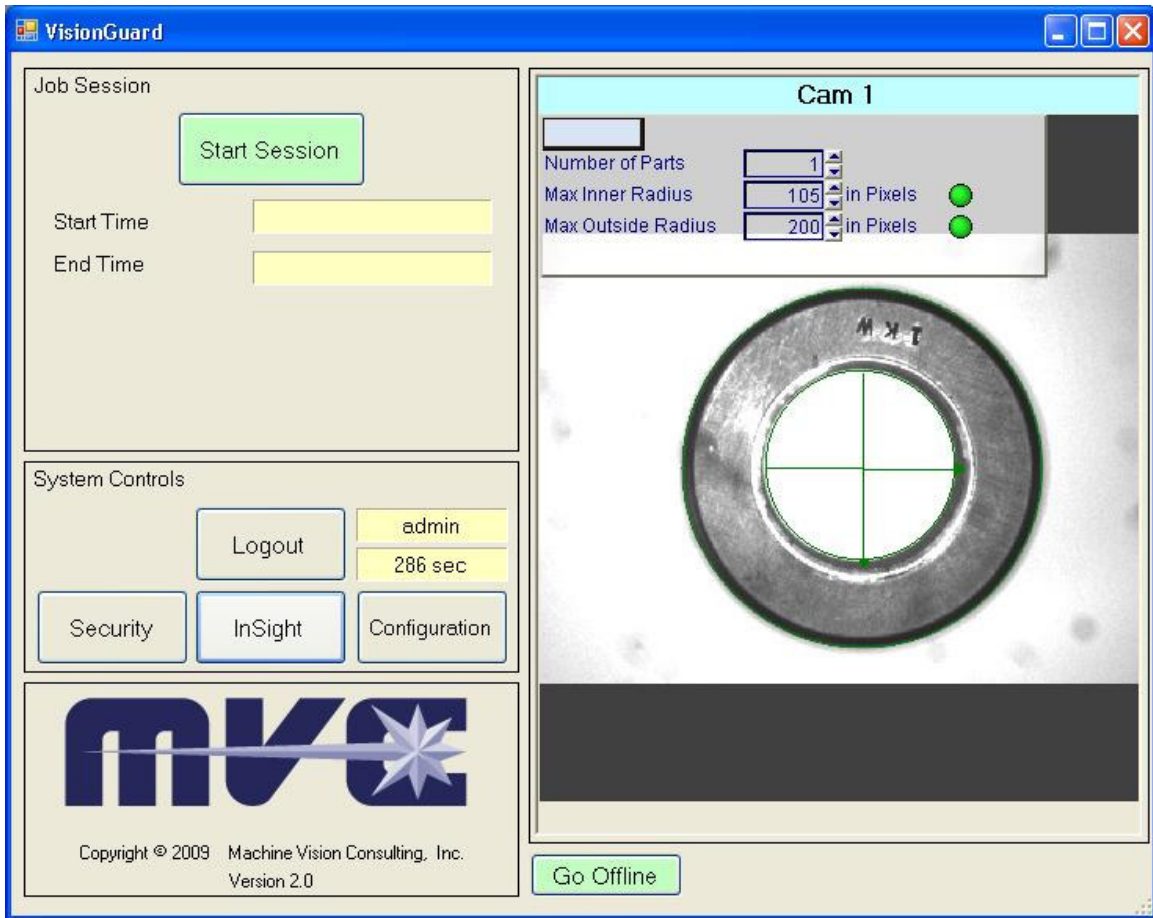 VisionGuard
Job Session
Start Session
Start Time
End Time
System Controls
Logout
admin
286 sec
Security
InSight
Configuration
mvc
Copyright © 2009 Machine Vision Consulting, Inc.
Version 2.0
Cam 1
Number of Parts 1
Max Inner Radius 105 in Pixels
Max Outside Radius 200 in Pixels
1 K W
Go Offline